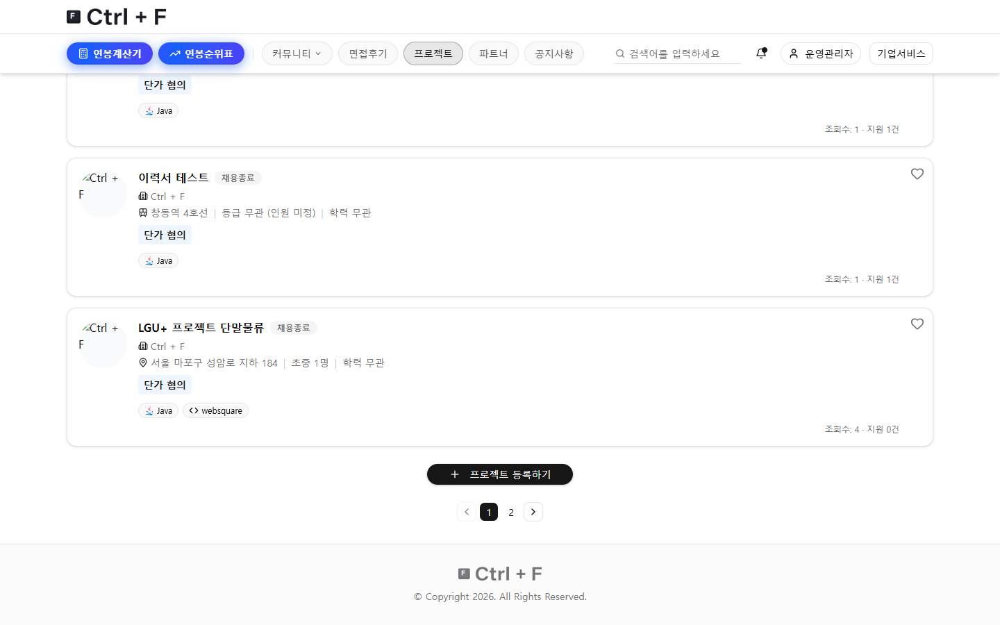 F Ctrl + F
연봉계산기 연봉순위표 커뮤니티 면접후기 프로젝트 파트너 공지사항 검색어를 입력하세요 운영관리자 기업서비스
단가 협의
Java
조회수: 1 · 지원 1건
Ctrl + F
이력서 테스트 채용종료
Ctrl + F
창동역 4호선 | 등급 무관 (인원 미정) | 학력 무관
단가 협의
Java
조회수: 1 · 지원 1건
Ctrl + F
LGU+ 프로젝트 단말물류 채용종료
Ctrl + F
서울 마포구 성암로 지하 184 | 초중 1명 | 학력 무관
단가 협의
Java websquare
조회수: 4 · 지원 0건
+ 프로젝트 등록하기
1 2
F Ctrl + F
© Copyright 2026. All Rights Reserved.